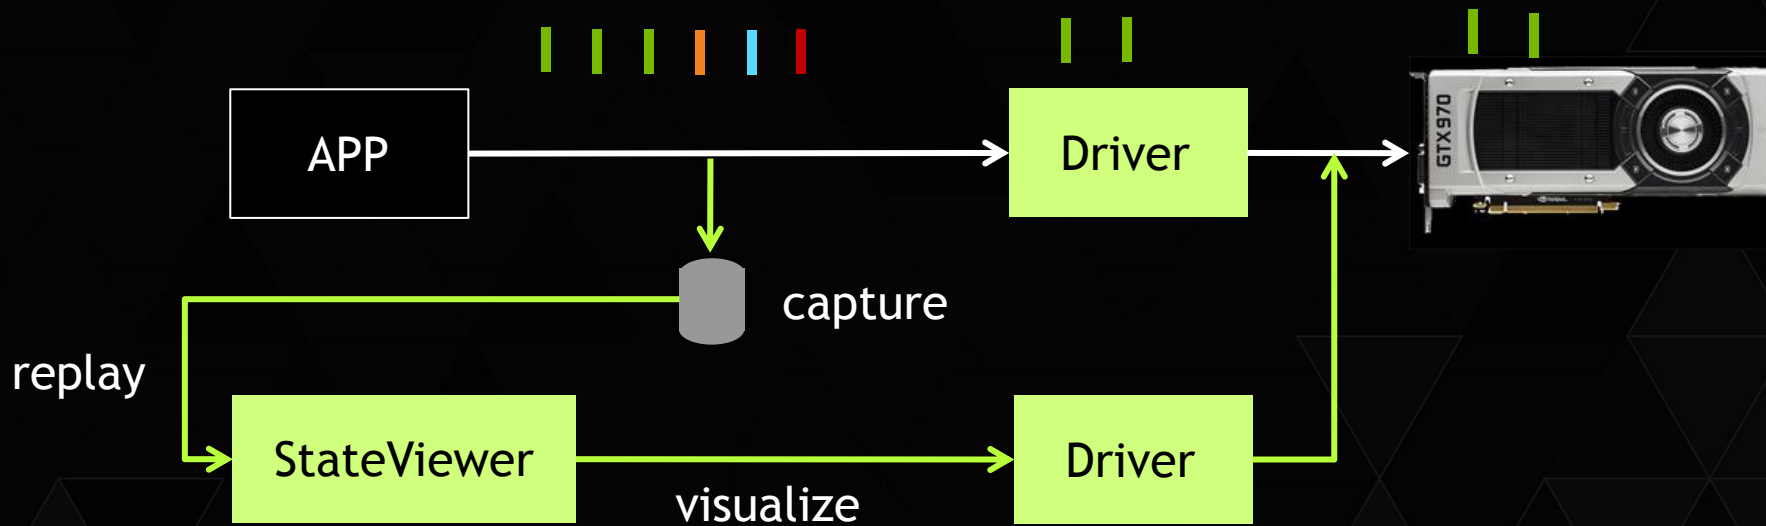 APP
Driver
GTX970
capture
replay
StateViewer
Driver
visualize